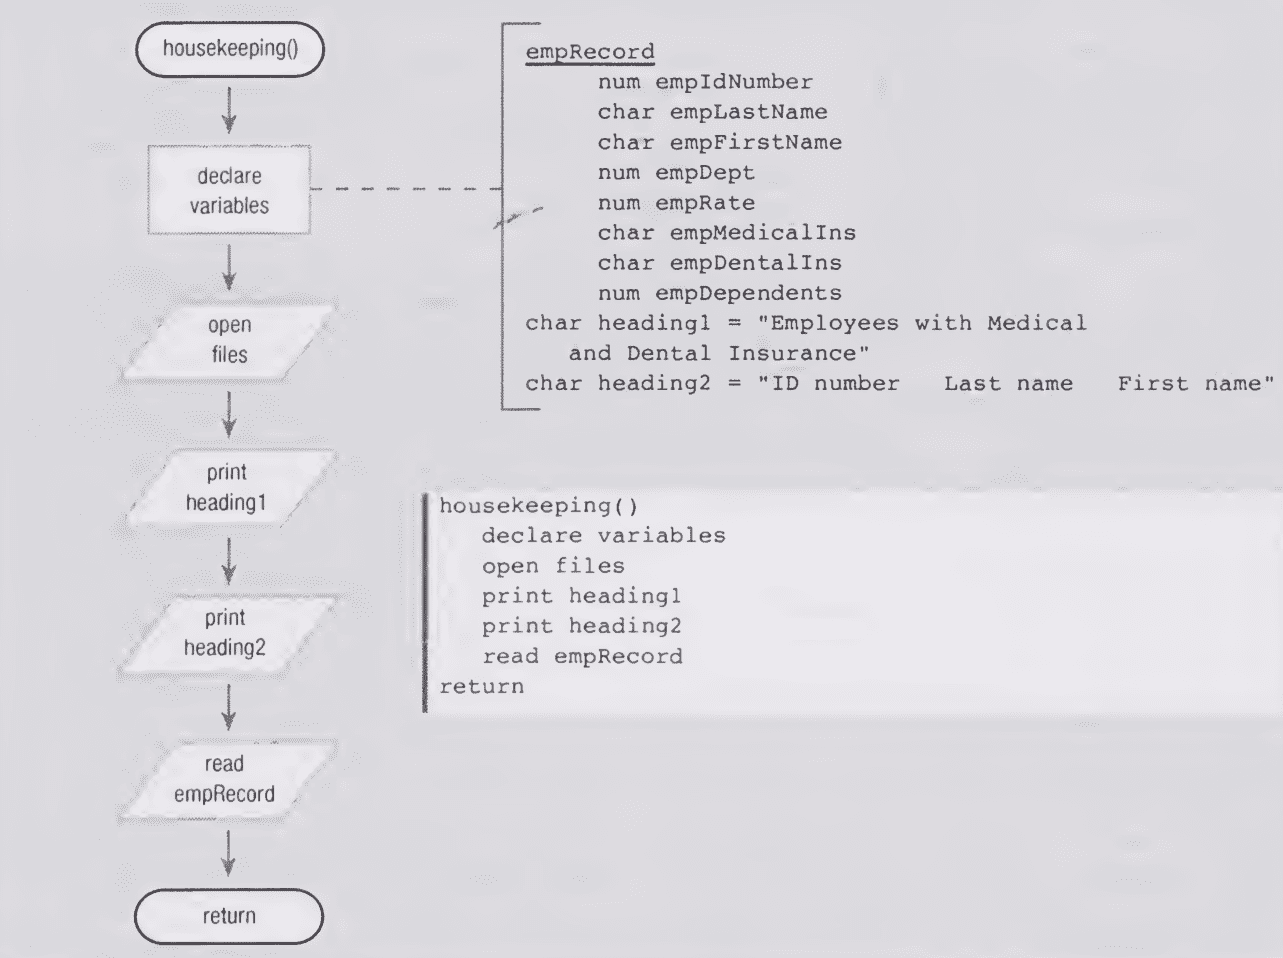 housekeeping()
declare
variables
open
files
print
heading1
print
heading2
read
empRecord
return
empRecord
num empIdNumber
char empLastName
char empFirstName
num empDept
num empRate
char empMedicalIns
char empDentalIns
num empDependents
char heading1 = "Employees with Medical
and Dental Insurance"
char heading2 = "ID number   Last name   First name"
housekeeping()
declare variables
open files
print heading1
print heading2
read empRecord
return